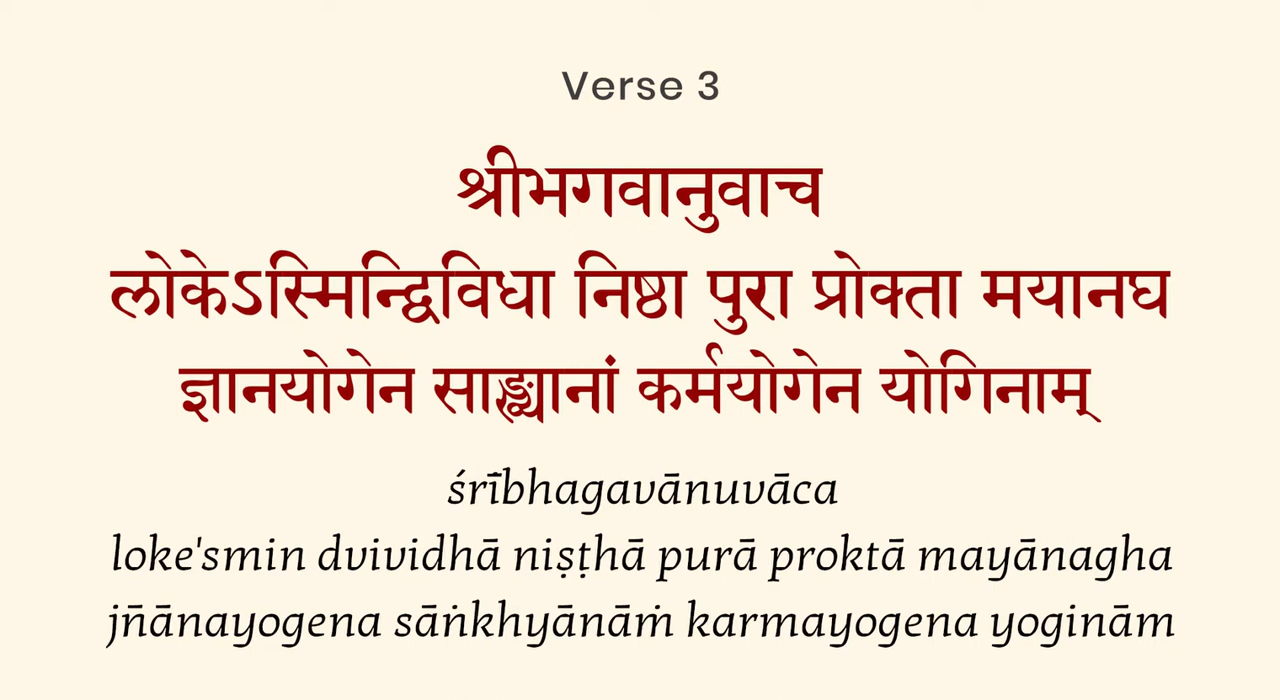 Verse 3
श्रीभगवानुवाच
लोकेऽस्मिन्द्विविधा निष्ठा पुरा प्रोक्ता मयानघ
ज्ञानयोगेन साङ्ख्यानां कर्मयोगेन योगिनाम्
śrībhagavānuvāca
loke'smin dvividhā niṣṭhā purā proktā mayānagha
jñānayogena sāṅkhyānāṁ karmayogena yoginām